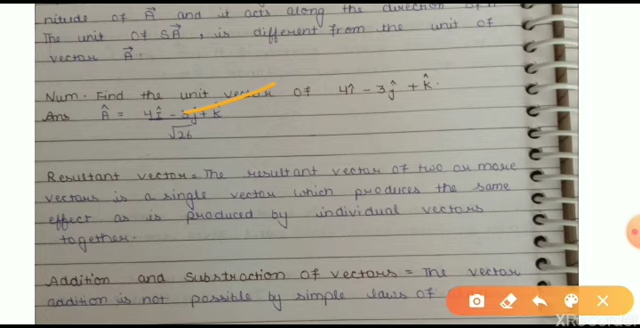 nitude of A⃗ and it acts along the direction of
The unit of SA⃗, is different from the unit of
vector A⃗.
Num. Find the unit vector of 4î - 3ĵ + k̂.
Ans Â = 4î - 3ĵ + k̂
√26
Resultant vector = The resultant vector of two or more
vectors is a single vector which produces the same
effect as is produced by individual vectors
together.
Addition and Substraction of vectors = The vector
addition is not possible by simple laws of